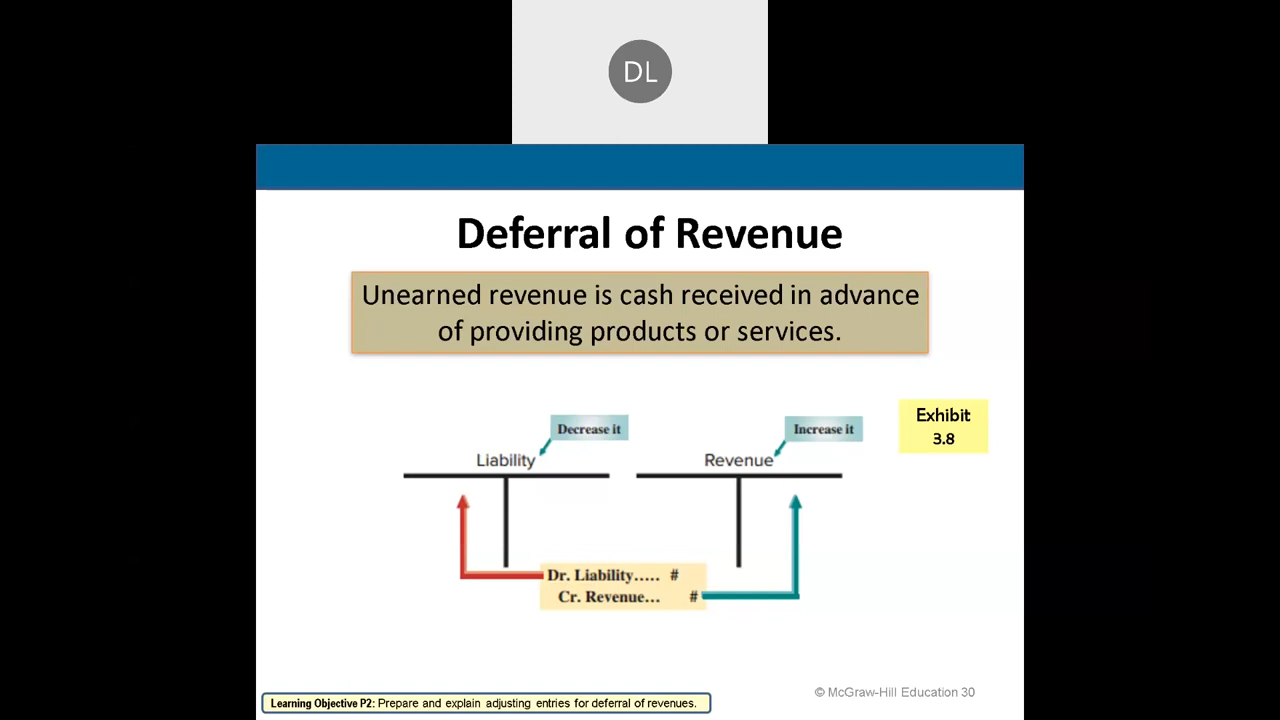 DL
Deferral of Revenue
Unearned revenue is cash received in advance
of providing products or services.
Exhibit
3.8
Decrease it
Increase it
Liability
Revenue
Dr. Liability..... #
Cr. Revenue... #
© McGraw-Hill Education 30
Learning Objective P2: Prepare and explain adjusting entries for deferral of revenues.